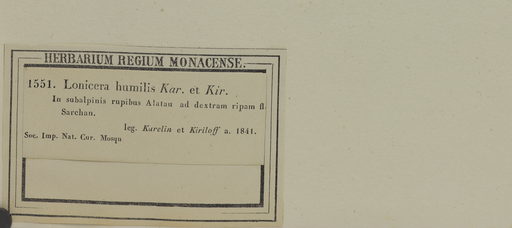 HERBARIUM REGIUM MONACENSE.
1551. Lonicera humilis Kar. et Kir.
In subalpinis rupibus Alatau ad dextram ripam fl.
Sarchan.
leg. Karelin et Kiriloff a. 1841.
Soc. Imp. Nat. Cur. Mosqu